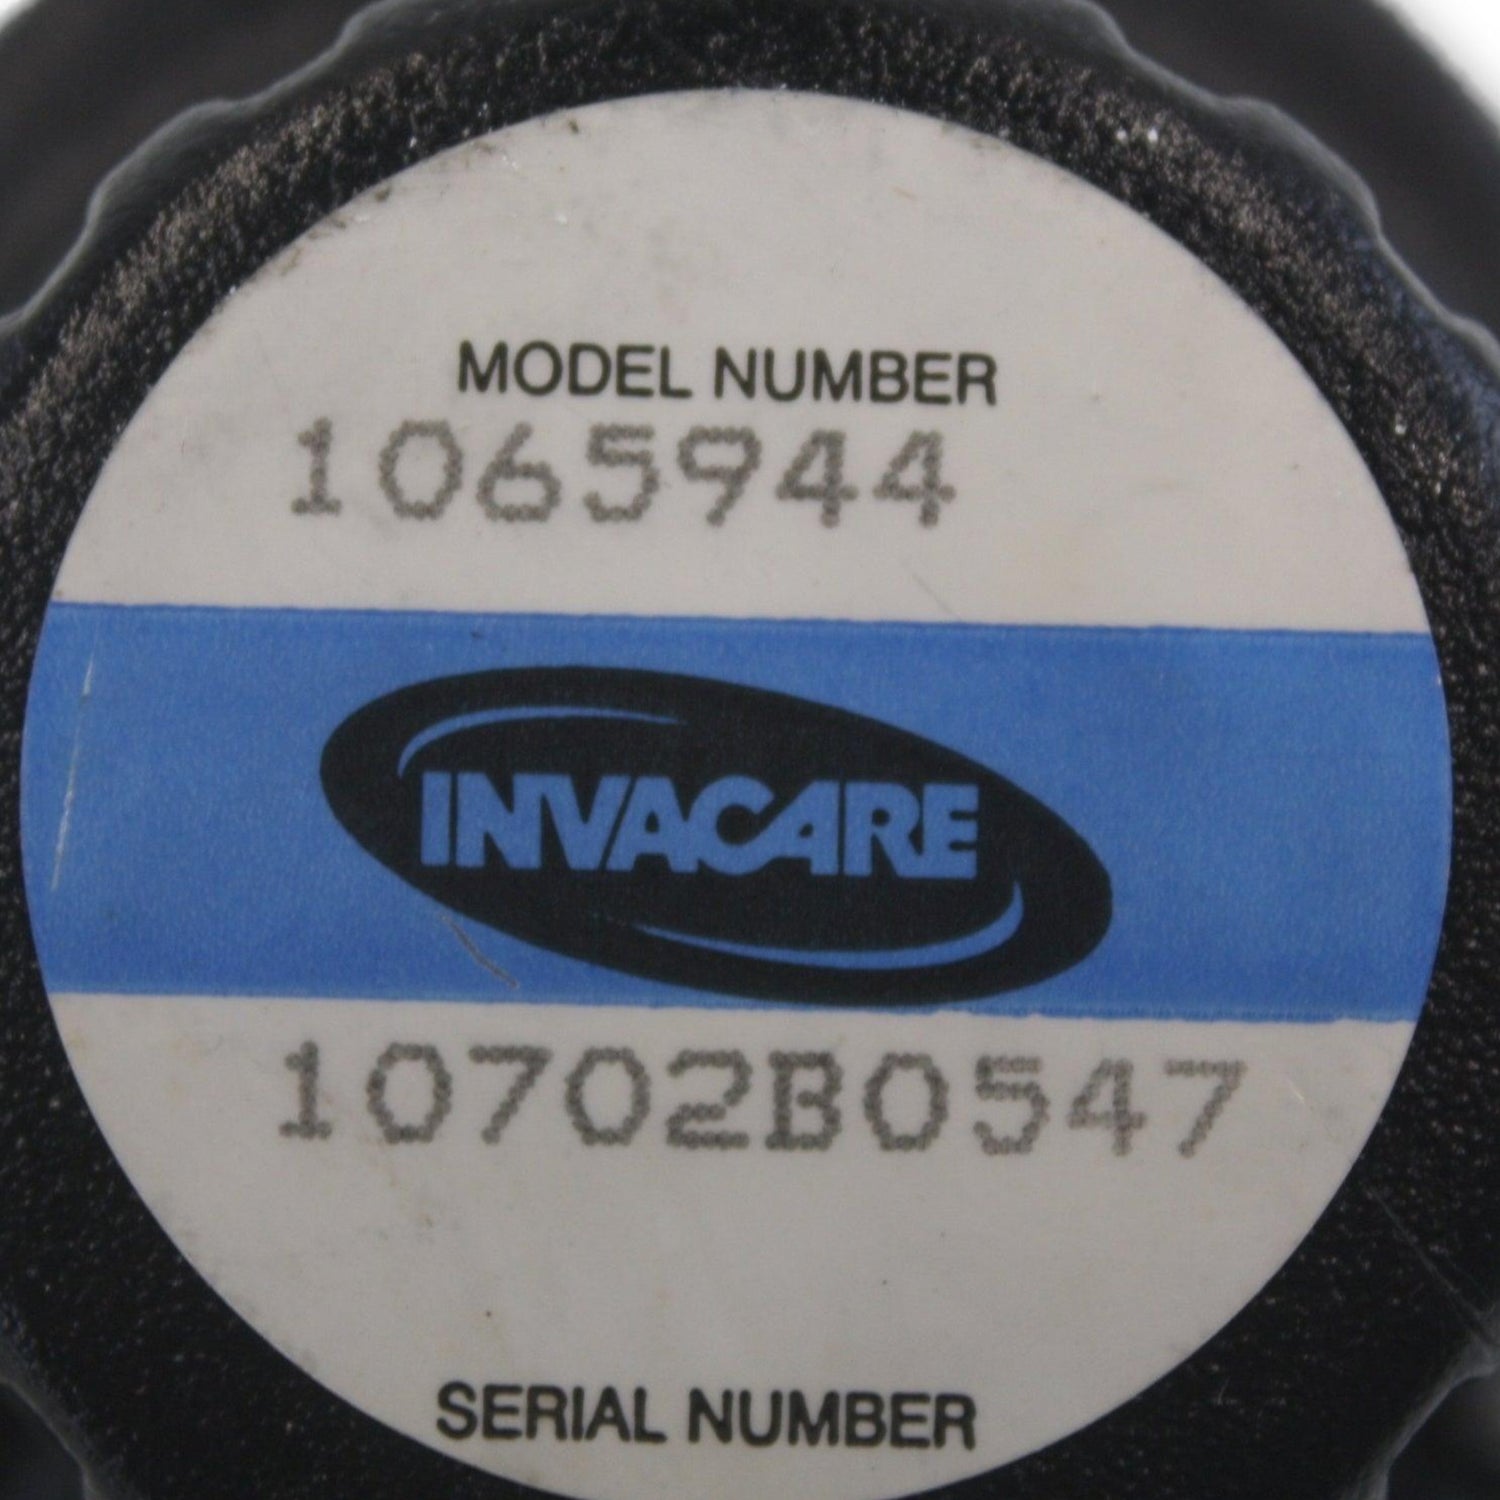 MODEL NUMBER
1065944
INVACARE
10702B0547
SERIAL NUMBER